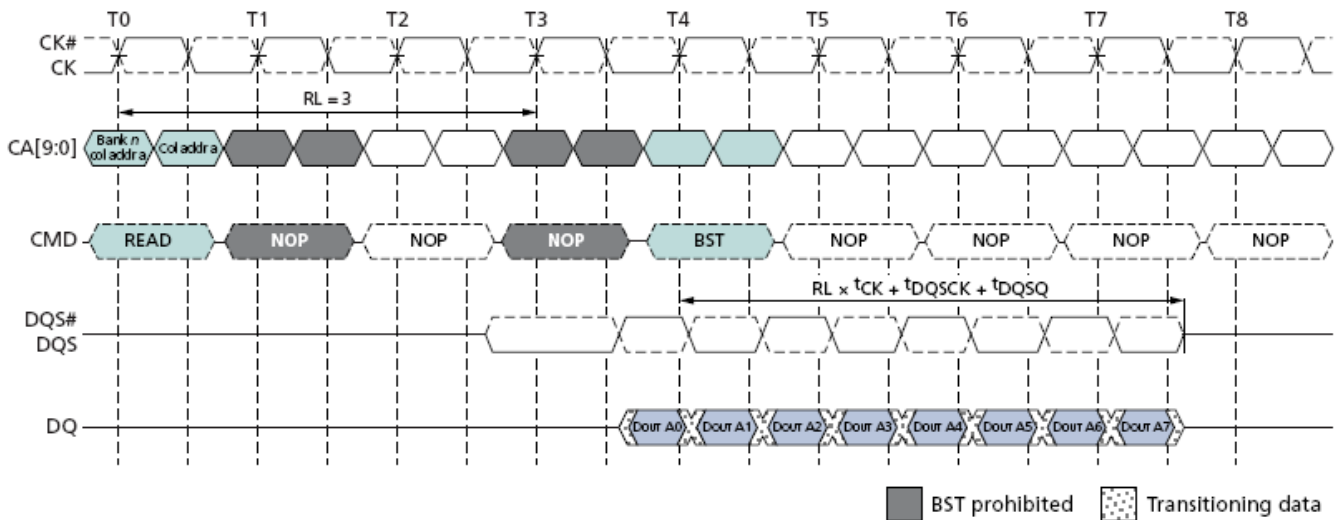 T0 T1 T2 T3 T4 T5 T6 T7 T8
CK#
CK
RL = 3
CA[9:0] Bank n col addr a Col addr a
CMD READ NOP NOP NOP BST NOP NOP NOP NOP
RL × tCK + tDQSCK + tDQSQ
DQS#
DQS
DQ DOUT A0 DOUT A1 DOUT A2 DOUT A3 DOUT A4 DOUT A5 DOUT A6 DOUT A7
BST prohibited Transitioning data